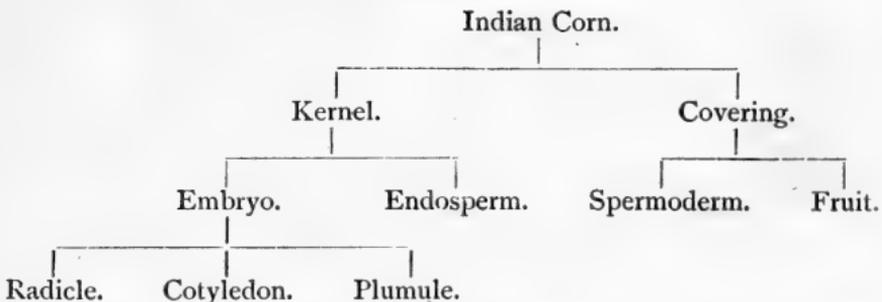 Indian Corn.
Kernel. Covering.
Embryo. Endosperm. Spermoderm. Fruit.
Radicle. Cotyledon. Plumule.